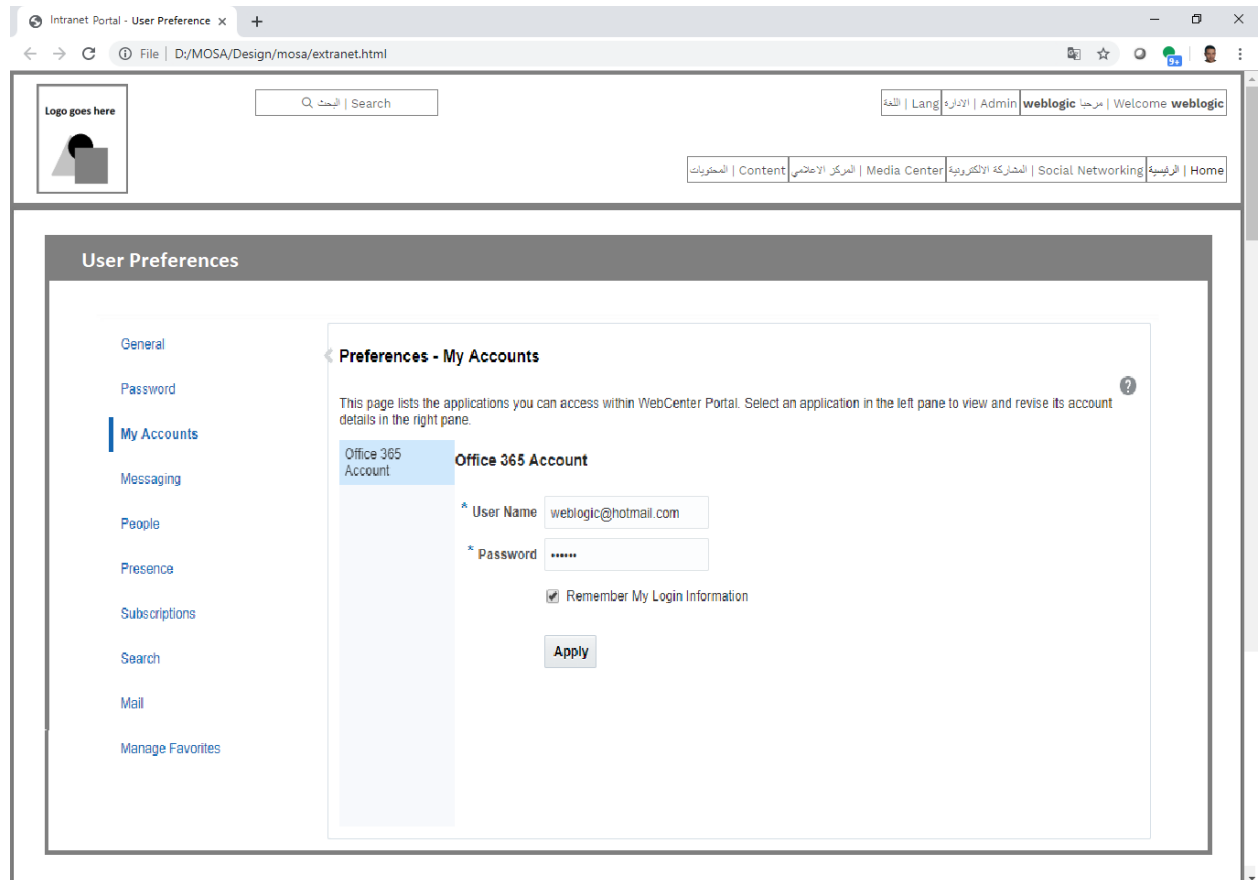 Intranet Portal - User Preference
File | D:/MOSA/Design/mosa/extranet.html
9+
Logo goes here
البحث | Search
اللغة | Lang
الادارة | Admin
مرحبا weblogic | Welcome weblogic
المحتويات | Content
المركز الاعلامي | Media Center
المشاركة الالكترونية | Social Networking
الرئيسية | Home
User Preferences
General
Password
My Accounts
Messaging
People
Presence
Subscriptions
Search
Mail
Manage Favorites
Preferences - My Accounts
This page lists the applications you can access within WebCenter Portal. Select an application in the left pane to view and revise its account
details in the right pane.
Office 365
Account
Office 365 Account
* User Name weblogic@hotmail.com
* Password ••••••
Remember My Login Information
Apply